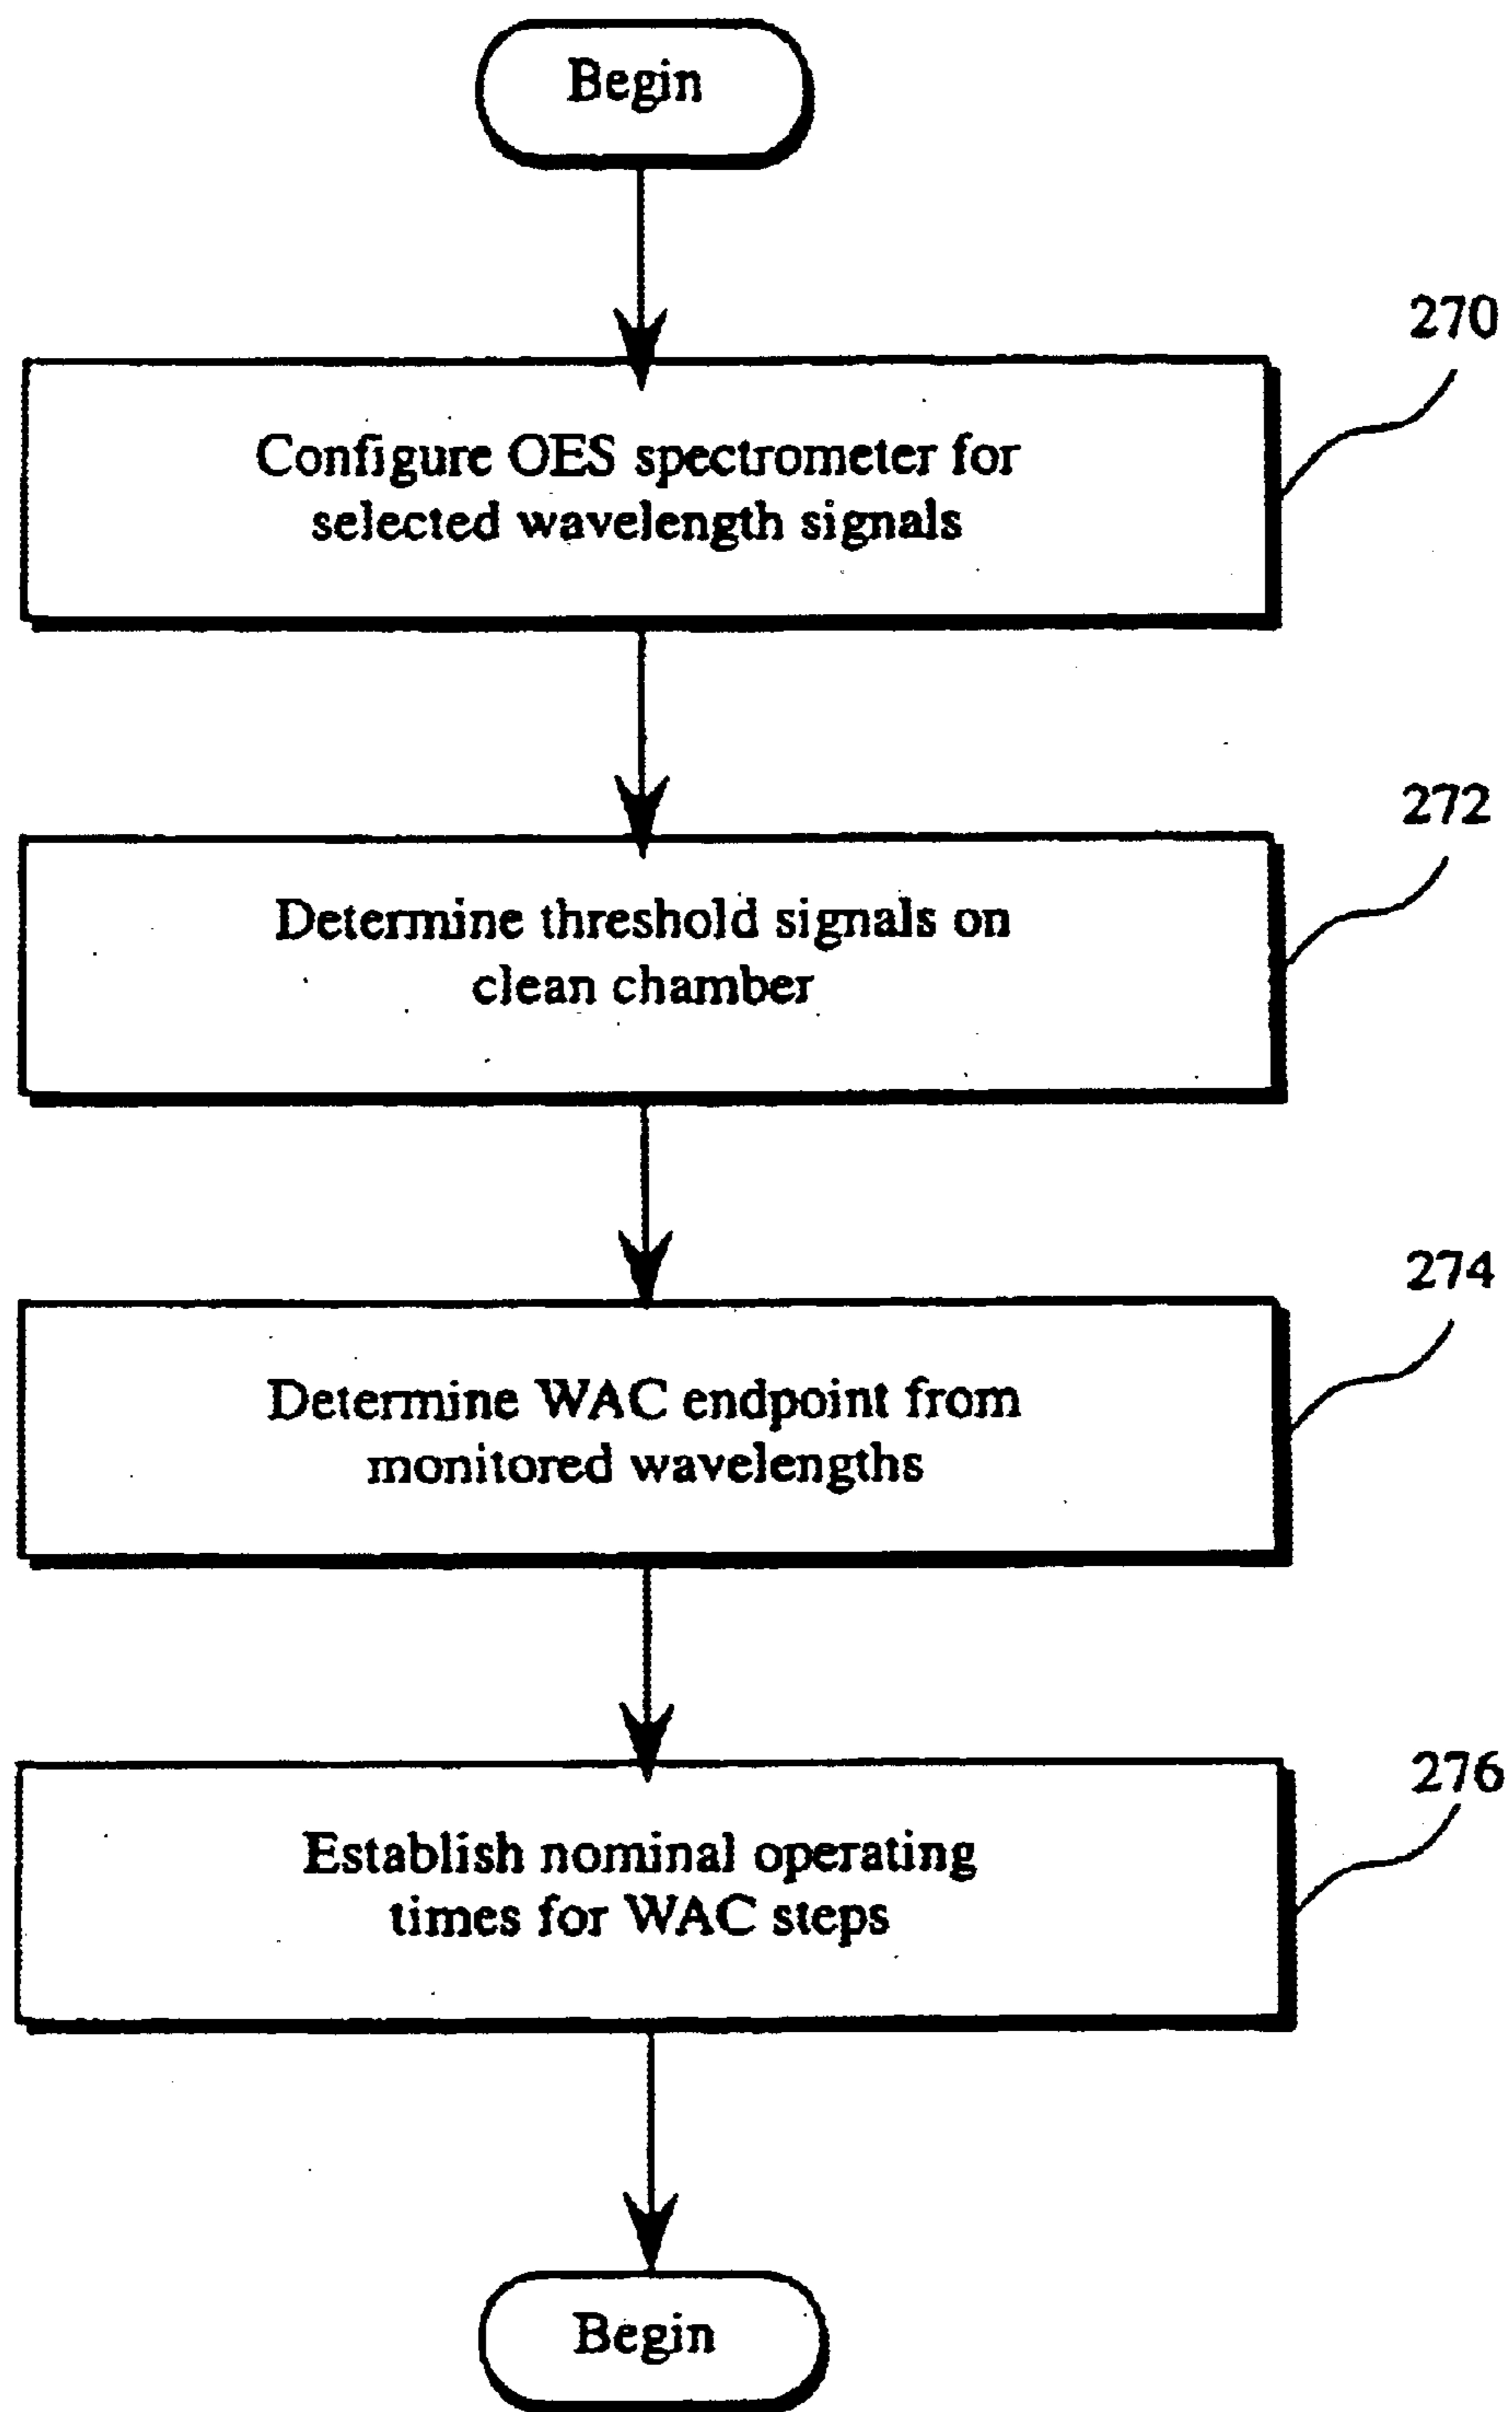 Begin
270
Configure OES spectrometer for
selected wavelength signals
272
Determine threshold signals on
clean chamber
274
Determine WAC endpoint from
monitored wavelengths
276
Establish nominal operating
times for WAC steps
Begin